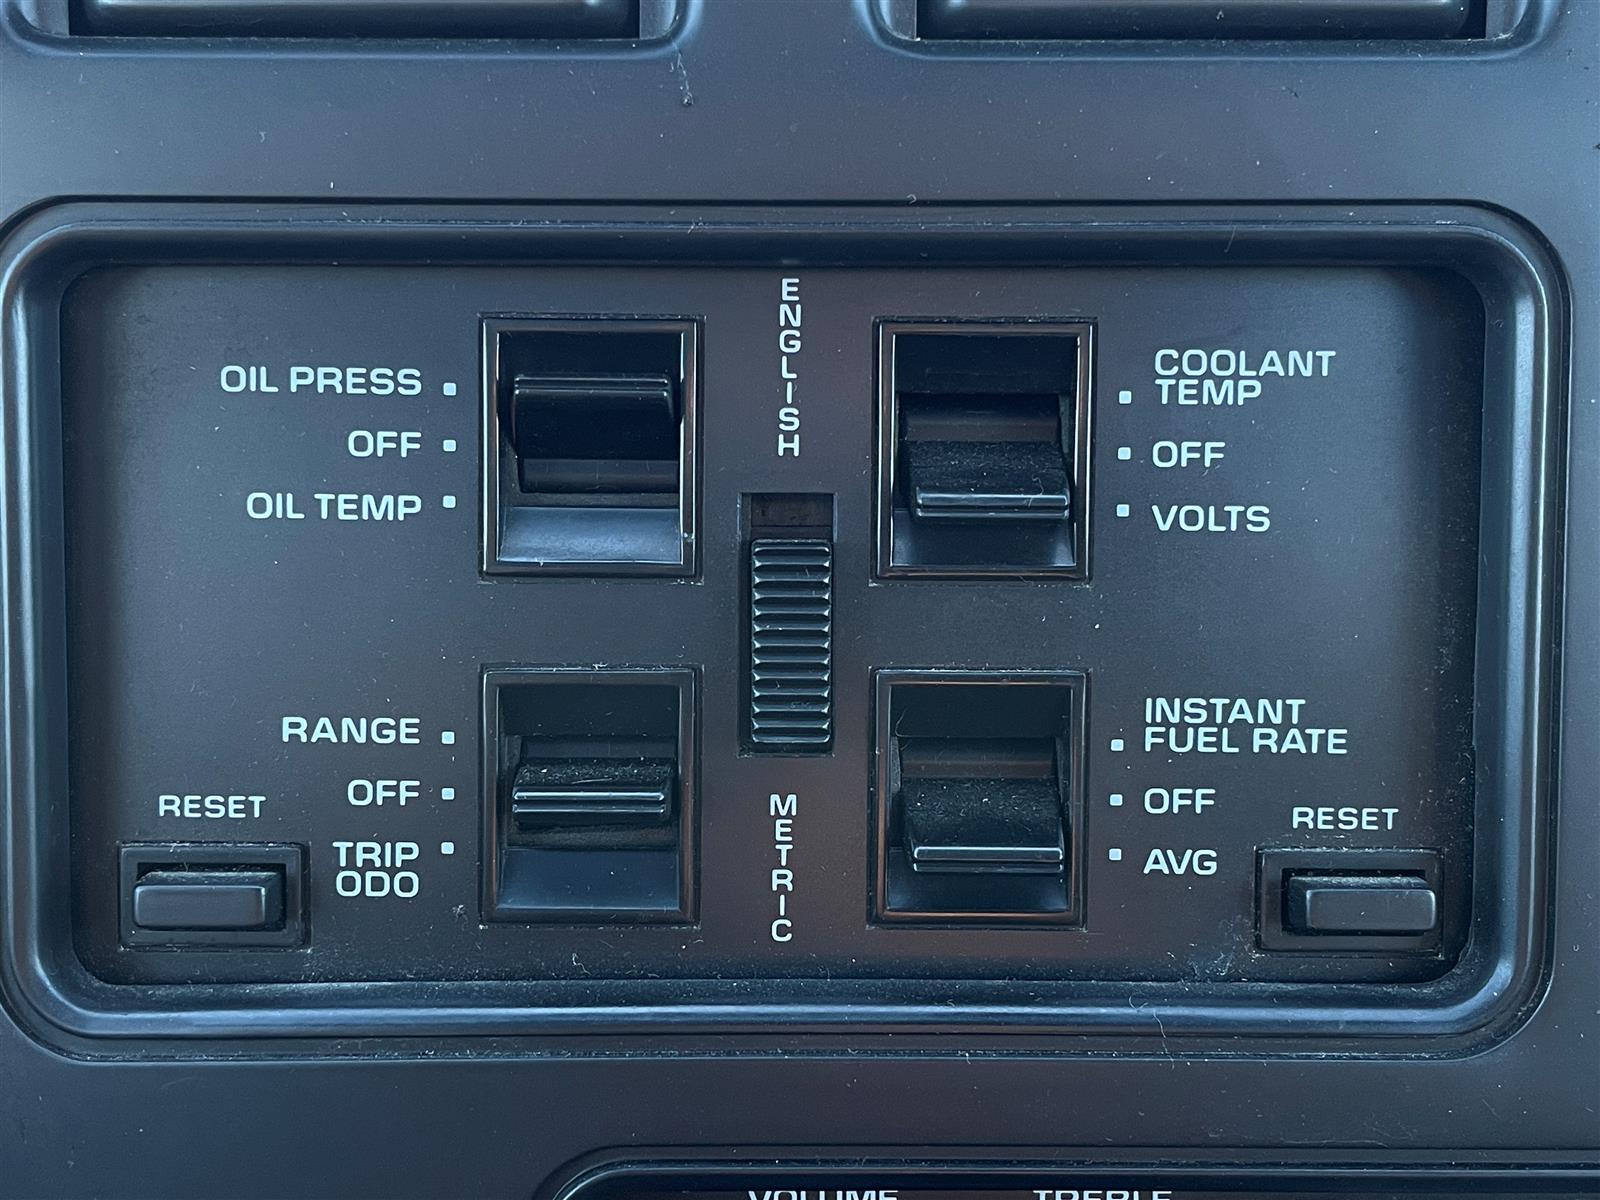 ENGLISH
OIL PRESS
OFF
OIL TEMP
COOLANT
TEMP
OFF
VOLTS
RANGE
OFF
TRIP
ODO
RESET
METRIC
INSTANT
FUEL RATE
OFF
AVG
RESET
VOLUME
TREBLE